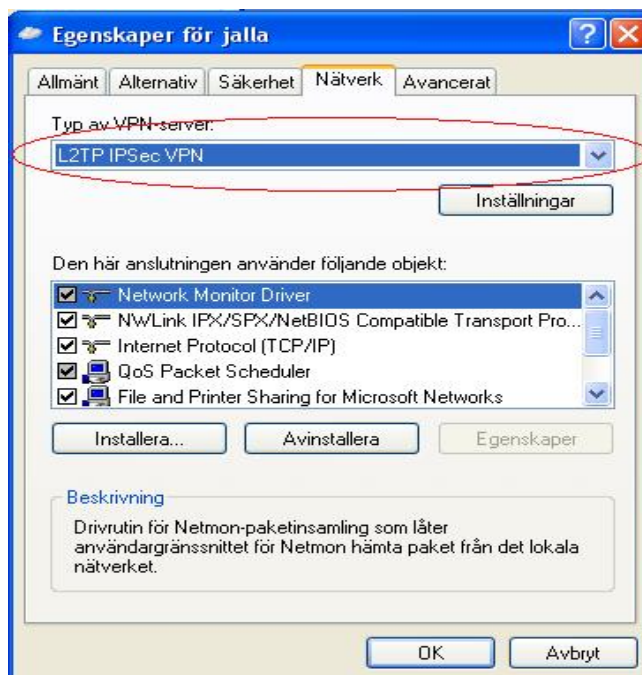 Egenskaper för jalla
Allmänt Alternativ Säkerhet Nätverk Avancerat
Typ av VPN-server:
L2TP IPSec VPN
Inställningar
Den här anslutningen använder följande objekt:
Network Monitor Driver
NWLink IPX/SPX/NetBIOS Compatible Transport Pro...
Internet Protocol (TCP/IP)
QoS Packet Scheduler
File and Printer Sharing for Microsoft Networks
Installera... Avinstallera Egenskaper
Beskrivning
Drivrutin för Netmon-paketinsamling som låter
användargränssnittet för Netmon hämta paket från det lokala
nätverket.
OK Avbryt